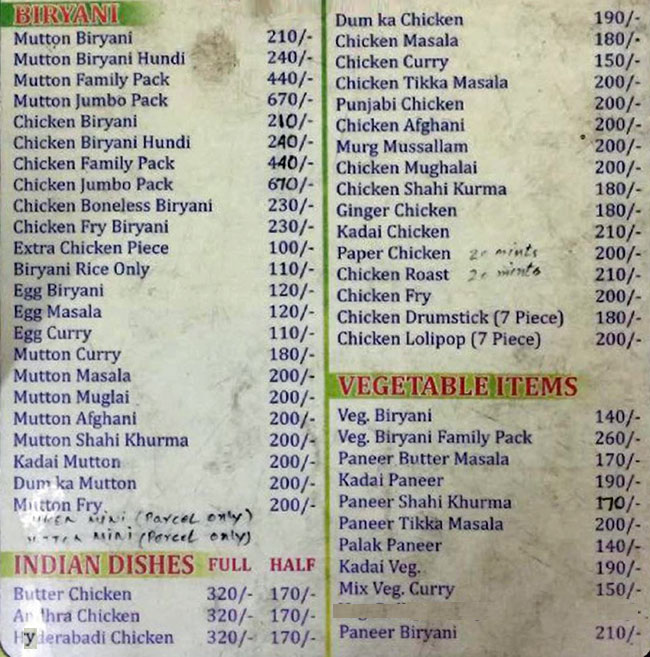 BIRYANI
Mutton Biryani 210/-
Mutton Biryani Hundi 240/-
Mutton Family Pack 440/-
Mutton Jumbo Pack 670/-
Chicken Biryani 210/-
Chicken Biryani Hundi 240/-
Chicken Family Pack 440/-
Chicken Jumbo Pack 670/-
Chicken Boneless Biryani 230/-
Chicken Fry Biryani 230/-
Extra Chicken Piece 100/-
Biryani Rice Only 110/-
Egg Biryani 120/-
Egg Masala 120/-
Egg Curry 110/-
Mutton Curry 180/-
Mutton Masala 200/-
Mutton Muglai 200/-
Mutton Afghani 200/-
Mutton Shahi Khurma 200/-
Kadai Mutton 200/-
Dum ka Mutton 200/-
Mutton Fry 200/-
MINI (Parcel only)
MINI (Parcel only)
INDIAN DISHES FULL HALF
Butter Chicken 320/- 170/-
Andhra Chicken 320/- 170/-
Hyderabadi Chicken 320/- 170/-
Dum ka Chicken 190/-
Chicken Masala 180/-
Chicken Curry 150/-
Chicken Tikka Masala 200/-
Punjabi Chicken 200/-
Chicken Afghani 200/-
Murg Mussallam 200/-
Chicken Mughalai 200/-
Chicken Shahi Kurma 180/-
Ginger Chicken 180/-
Kadai Chicken 210/-
Paper Chicken 20 mints 200/-
Chicken Roast 20 mints 210/-
Chicken Fry 200/-
Chicken Drumstick (7 Piece) 180/-
Chicken Lolipop (7 Piece) 200/-
VEGETABLE ITEMS
Veg. Biryani 140/-
Veg. Biryani Family Pack 260/-
Paneer Butter Masala 170/-
Kadai Paneer 190/-
Paneer Shahi Khurma 170/-
Paneer Tikka Masala 200/-
Palak Paneer 140/-
Kadai Veg. 190/-
Mix Veg. Curry 150/-
Paneer Biryani 210/-